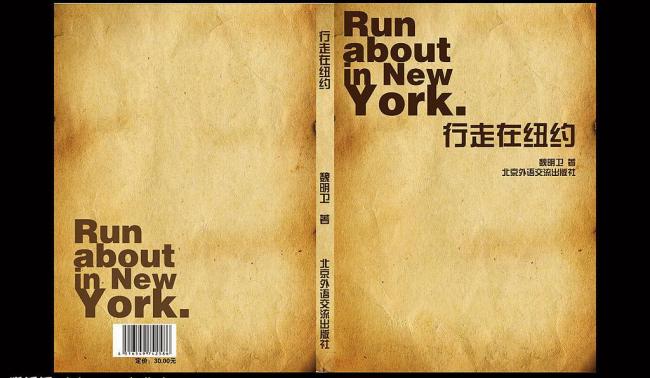 Run
about
in New
York.
行走在纽约
魏明卫 著
北京外语交流出版社
行走在纽约
魏明卫 著
北京外语交流出版社
Run
about
in New
York.
定价: 30.00元